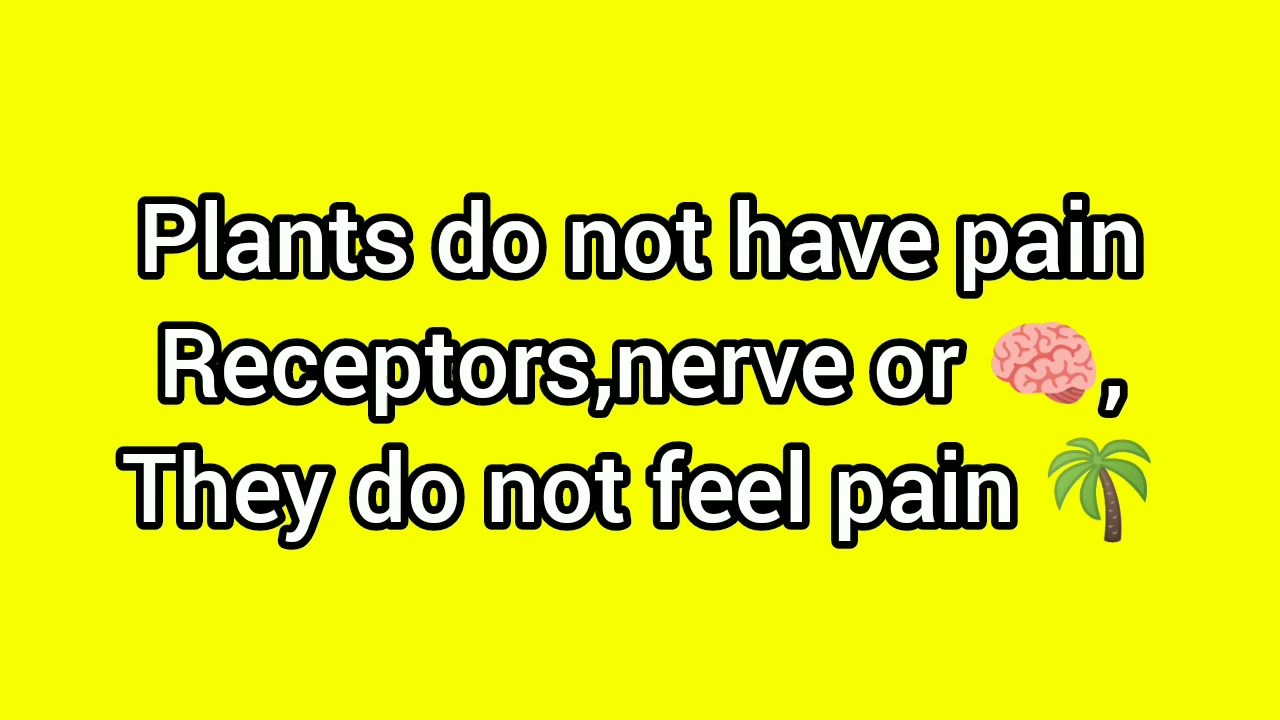 Plants do not have pain
Receptors,nerve or 🧠,
They do not feel pain 🌴